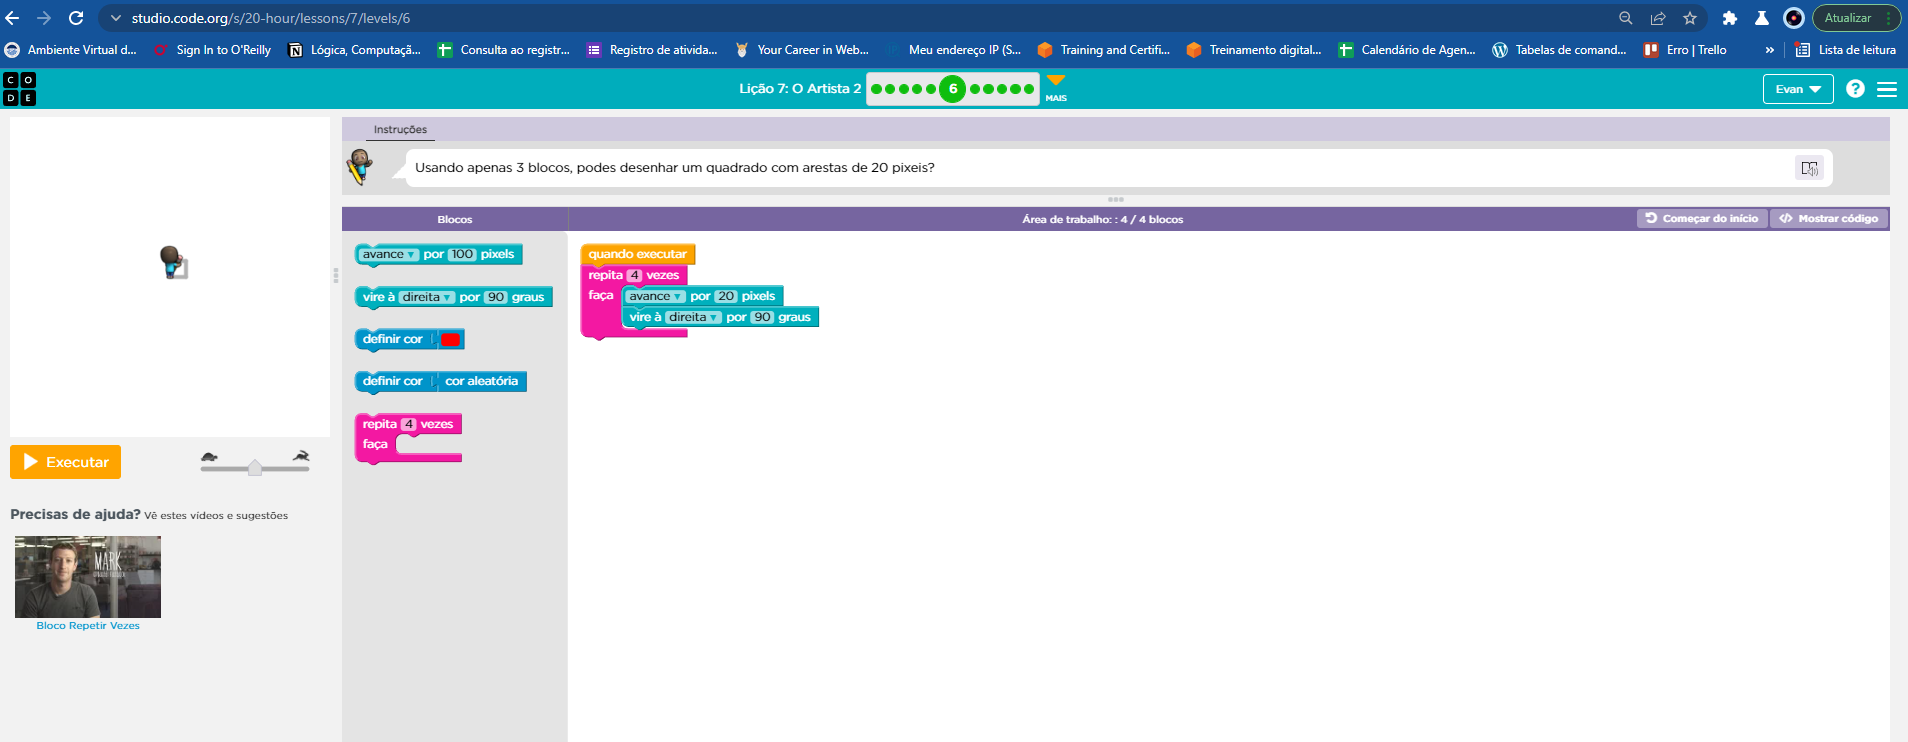 studio.code.org/s/20-hour/lessons/7/levels/6
Atualizar
Ambiente Virtual d...
Sign In to O'Reilly
Lógica, Computaçã...
Consulta ao registr...
Registro de ativida...
Your Career in Web...
Meu endereço IP (S...
Training and Certifi...
Treinamento digital...
Calendário de Agen...
Tabelas de comand...
Erro | Trello
»
Lista de leitura
C O
D E
Lição 7: O Artista 2
6
MAIS
Evan
?
Instruções
Usando apenas 3 blocos, podes desenhar um quadrado com arestas de 20 pixeis?
Blocos
Área de trabalho: : 4 / 4 blocos
Começar do início
</> Mostrar código
avance por 100 pixels
vire à direita por 90 graus
definir cor
definir cor cor aleatória
repita 4 vezes
faça
quando executar
repita 4 vezes
faça avance por 20 pixels
vire à direita por 90 graus
Executar
Precisas de ajuda? Vê estes vídeos e sugestões
MARK
Bloco Repetir Vezes